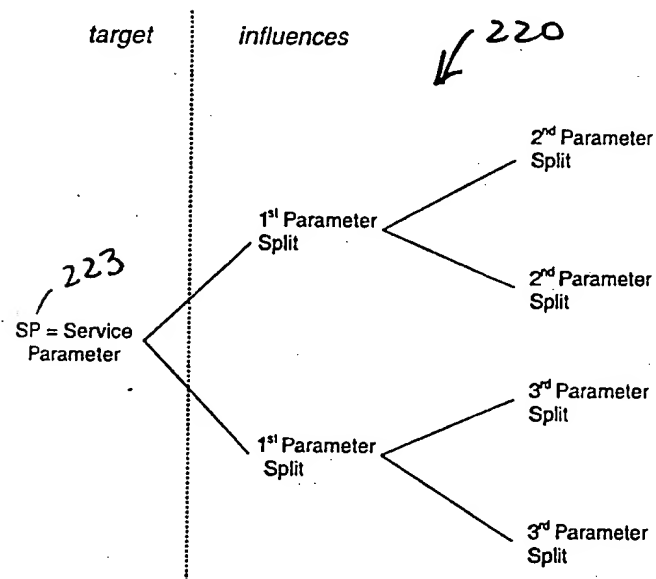 target
influences
220
2nd Parameter
Split
1st Parameter
Split
2nd Parameter
Split
223
SP = Service
Parameter
3rd Parameter
Split
1st Parameter
Split
3rd Parameter
Split